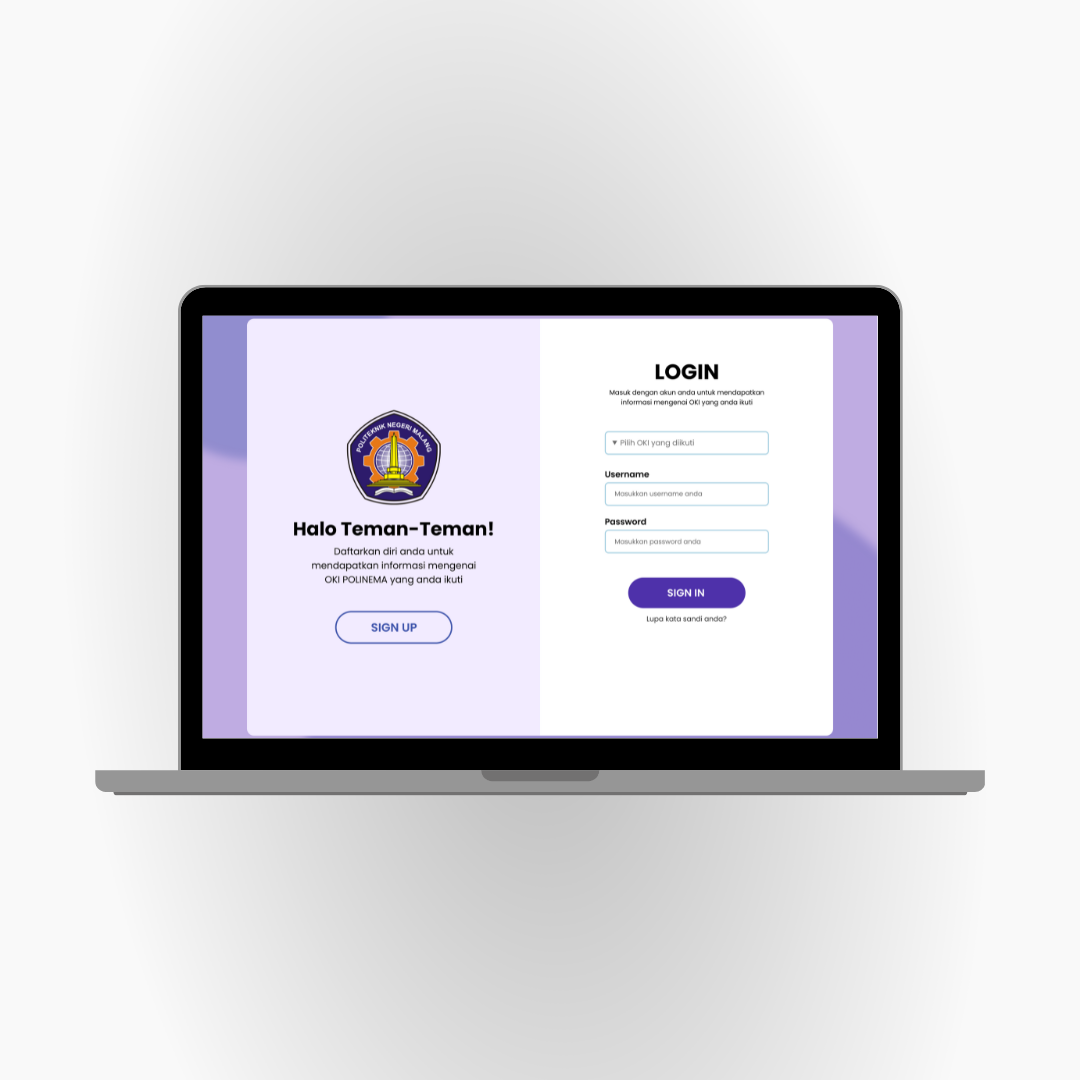 POLITEKNIK NEGERI MALANG
Halo Teman-Teman!
Daftarkan diri anda untuk
mendapatkan informasi mengenai
OKI POLINEMA yang anda ikuti
SIGN UP
LOGIN
Masuk dengan akun anda untuk mendapatkan
informasi mengenai OKI yang anda ikuti
▼ Pilih OKI yang diikuti
Username
Masukkan username anda
Password
Masukkan password anda
SIGN IN
Lupa kata sandi anda?